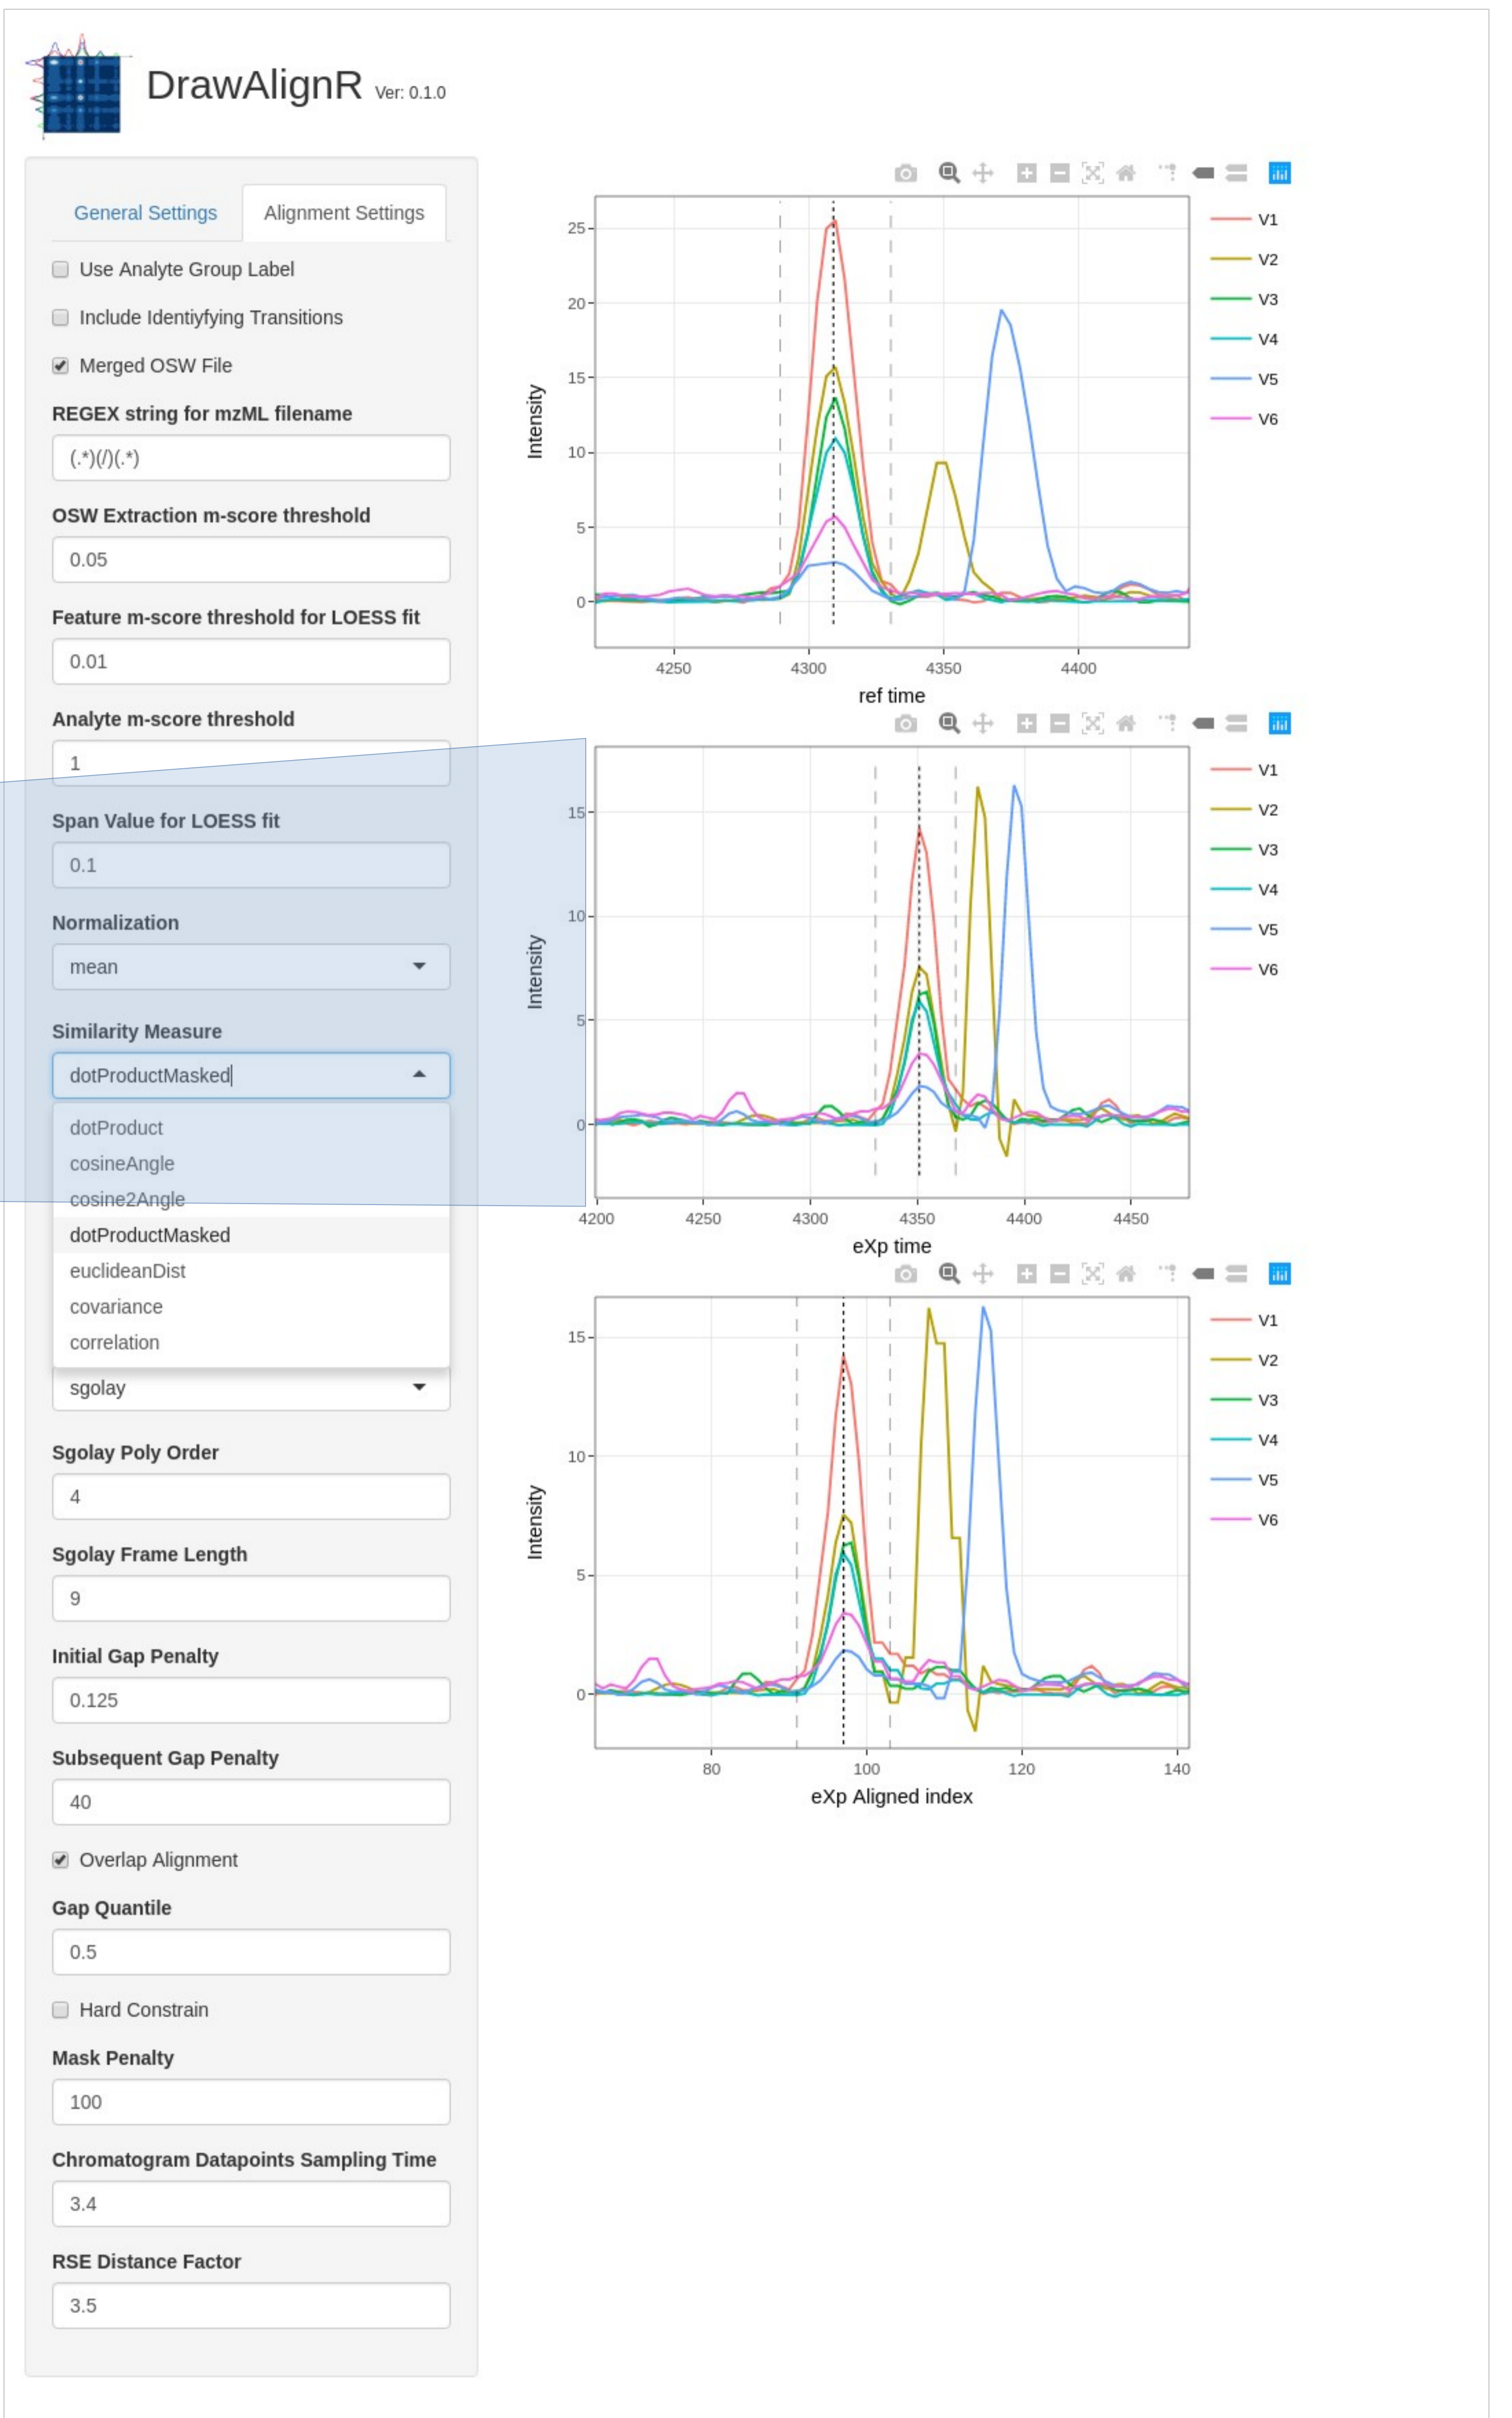 DrawAlignR Ver: 0.1.0
General Settings
Alignment Settings
Use Analyte Group Label
Include Identiyfying Transitions
Merged OSW File
REGEX string for mzML filename
(.*)(/)(.*)
OSW Extraction m-score threshold
0.05
Feature m-score threshold for LOESS fit
0.01
Analyte m-score threshold
1
Span Value for LOESS fit
0.1
Normalization
mean
Similarity Measure
dotProductMasked
dotProduct
cosineAngle
cosine2Angle
dotProductMasked
euclideanDist
covariance
correlation
sgolay
Sgolay Poly Order
4
Sgolay Frame Length
9
Initial Gap Penalty
0.125
Subsequent Gap Penalty
40
Overlap Alignment
Gap Quantile
0.5
Hard Constrain
Mask Penalty
100
Chromatogram Datapoints Sampling Time
3.4
RSE Distance Factor
3.5
25
20
15
10
5
0
Intensity
4250 4300 4350 4400
ref time
V1
V2
V3
V4
V5
V6
15
10
5
0
Intensity
4200 4250 4300 4350 4400 4450
eXp time
V1
V2
V3
V4
V5
V6
15
10
5
0
Intensity
80 100 120 140
eXp Aligned index
V1
V2
V3
V4
V5
V6